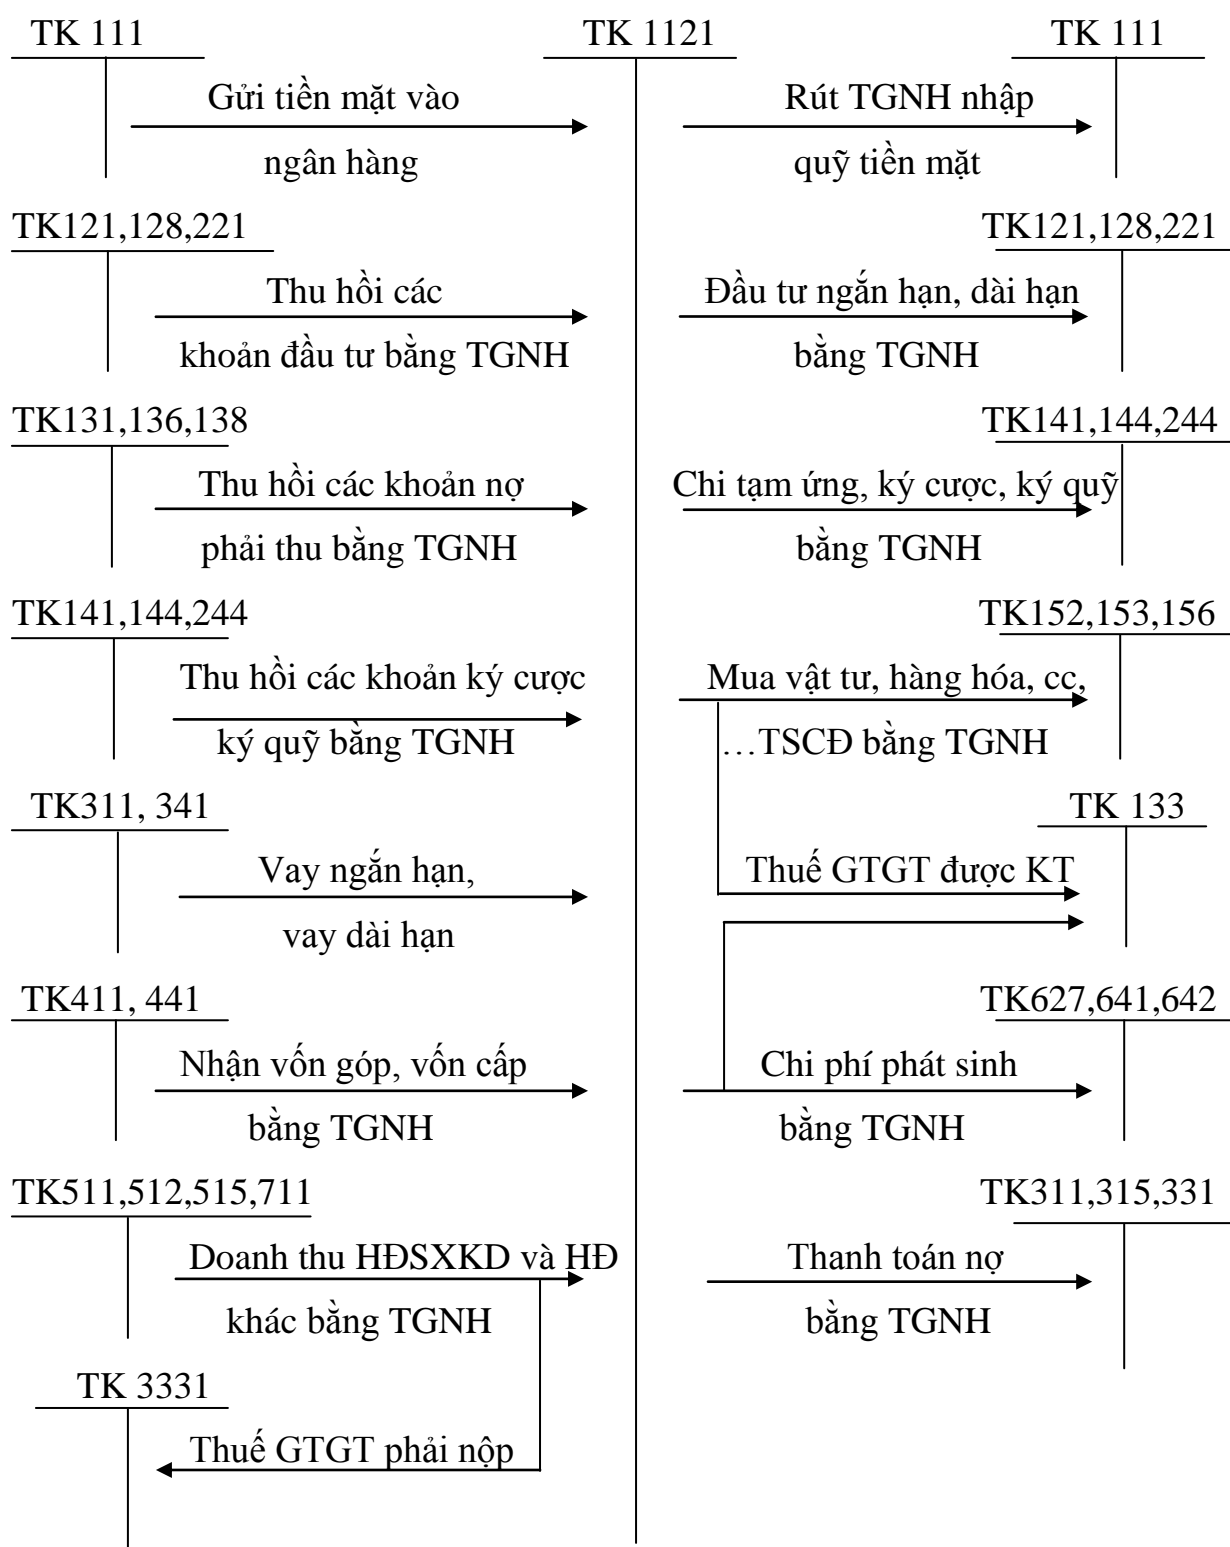 TK 111
TK 1121
TK 111
Gửi tiền mặt vào
ngân hàng
Rút TGNH nhập
quỹ tiền mặt
TK121,128,221
TK121,128,221
Thu hồi các
khoản đầu tư bằng TGNH
Đầu tư ngắn hạn, dài hạn
bằng TGNH
TK131,136,138
TK141,144,244
Thu hồi các khoản nợ
phải thu bằng TGNH
Chi tạm ứng, ký cược, ký quỹ
bằng TGNH
TK141,144,244
TK152,153,156
Thu hồi các khoản ký cược
ký quỹ bằng TGNH
Mua vật tư, hàng hóa, cc,
…TSCĐ bằng TGNH
TK311, 341
TK 133
Vay ngắn hạn,
vay dài hạn
Thuế GTGT được KT
TK411, 441
TK627,641,642
Nhận vốn góp, vốn cấp
bằng TGNH
Chi phí phát sinh
bằng TGNH
TK511,512,515,711
TK311,315,331
Doanh thu HĐSXKD và HĐ
khác bằng TGNH
Thanh toán nợ
bằng TGNH
TK 3331
Thuế GTGT phải nộp